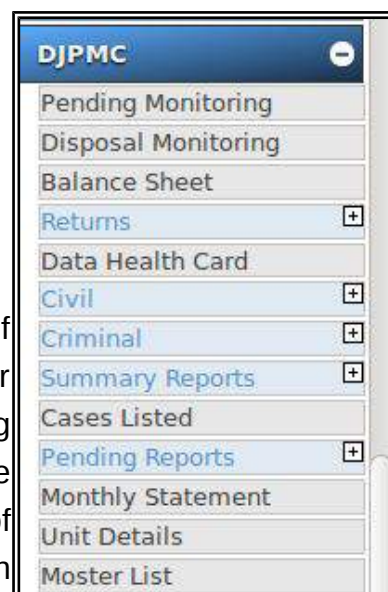 DJPMC
Pending Monitoring
Disposal Monitoring
Balance Sheet
Returns
Data Health Card
Civil
Criminal
Summary Reports
Cases Listed
Pending Reports
Monthly Statement
Unit Details
Moster List